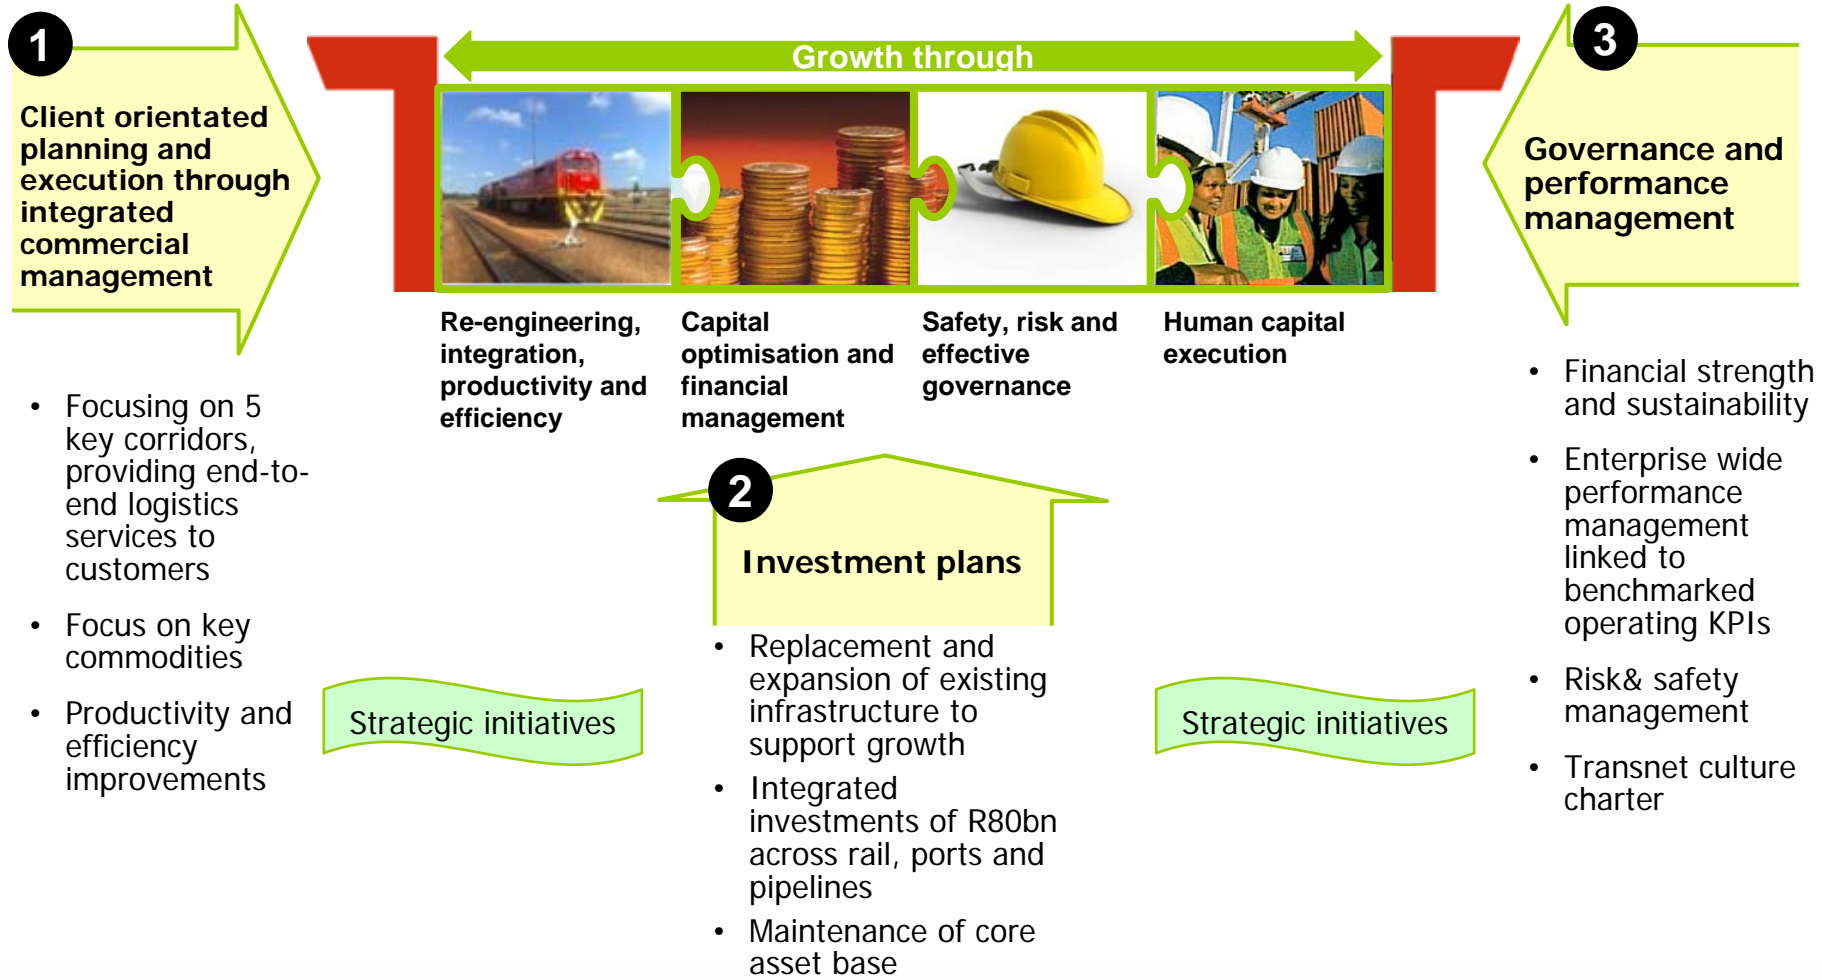 1
Client orientated
planning and
execution through
integrated
commercial
management
• Focusing on 5
key corridors,
providing end-to-
end logistics
services to
customers
• Focus on key
commodities
• Productivity and
efficiency
improvements
Growth through
Re-engineering,
integration,
productivity and
efficiency
Capital
optimisation and
financial
management
Safety, risk and
effective
governance
Human capital
execution
2
Investment plans
• Replacement and
expansion of existing
infrastructure to
support growth
• Integrated
investments of R80bn
across rail, ports and
pipelines
• Maintenance of core
asset base
Strategic initiatives
Strategic initiatives
3
Governance and
performance
management
• Financial strength
and sustainability
• Enterprise wide
performance
management
linked to
benchmarked
operating KPIs
• Risk& safety
management
• Transnet culture
charter